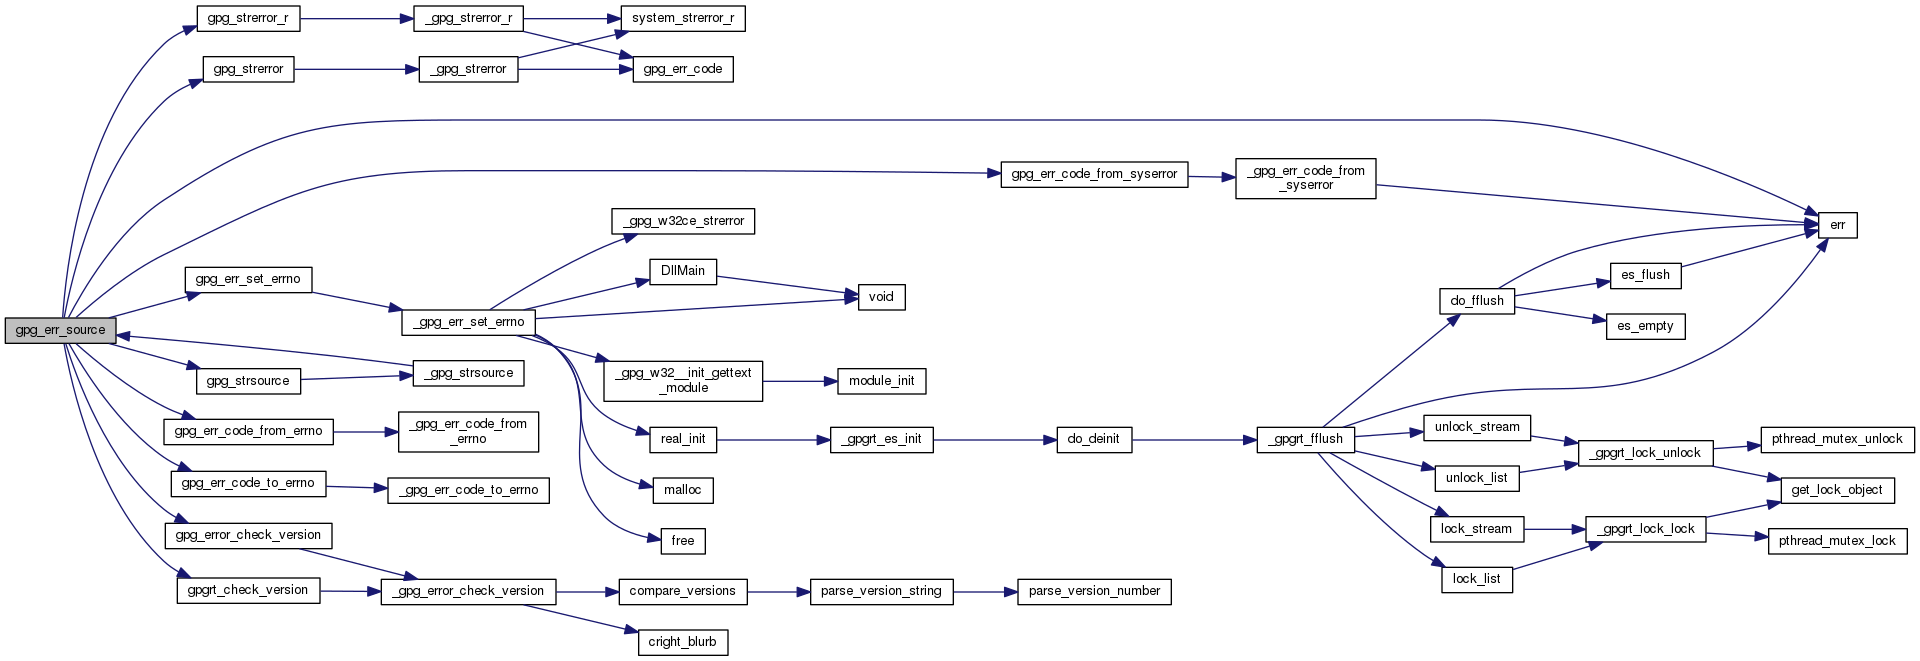 gpg_strerror_r
_gpg_strerror_r
system_strerror_r
gpg_strerror
_gpg_strerror
gpg_err_code
gpg_err_code_from_syserror
_gpg_err_code_from
_syserror
_gpg_w32ce_strerror
err
DllMain
es_flush
gpg_err_set_errno
void
do_fflush
_gpg_err_set_errno
es_empty
gpg_err_source
_gpg_strsource
_gpg_w32__init_gettext
_module
module_init
gpg_strsource
gpg_err_code_from_errno
_gpg_err_code_from
_errno
real_init
_gpgrt_es_init
do_deinit
_gpgrt_fflush
unlock_stream
_gpgrt_lock_unlock
pthread_mutex_unlock
unlock_list
get_lock_object
gpg_err_code_to_errno
_gpg_err_code_to_errno
malloc
lock_stream
_gpgrt_lock_lock
pthread_mutex_lock
gpg_error_check_version
free
lock_list
gpgrt_check_version
_gpg_error_check_version
compare_versions
parse_version_string
parse_version_number
cright_blurb